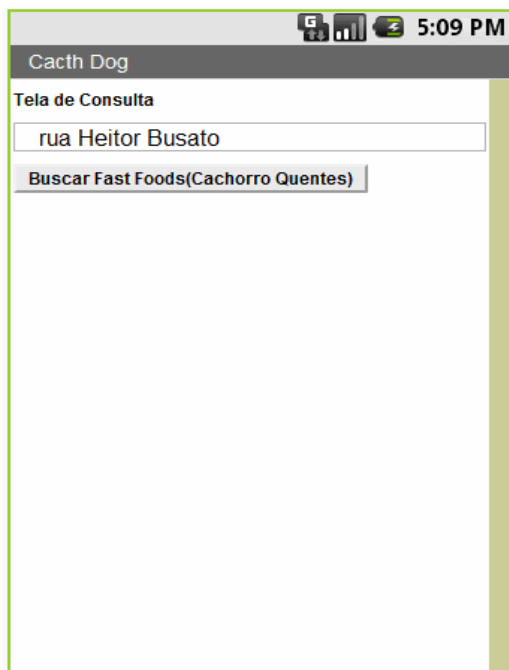 5:09 PM
Cacth Dog
Tela de Consulta
rua Heitor Busato
Buscar Fast Foods(Cachorro Quentes)